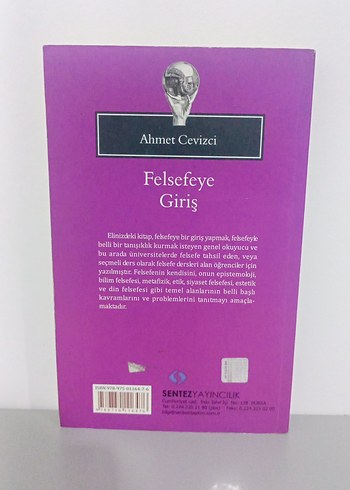 Ahmet Cevizci
Felsefeye
Giriş
Elinizdeki kitap, felsefeye bir giriş yapmak, felsefeyle
belli bir tanışıklık kurmak isteyen genel okuyucu ve
bu arada üniversitelerde felsefe tahsil eden, veya
seçmeli ders olarak felsefe dersleri alan öğrenciler için
yazılmıştır. Felsefenin kendisini, onun epistemoloji,
bilim felsefesi, metafizik, etik, siyaset felsefesi, estetik
ve din felsefesi gibi temel alanlarının belli başlı
kavramlarını ve problemlerini tanıtmayı amaçla-
maktadır.
SENTEZ YAYINCILIK